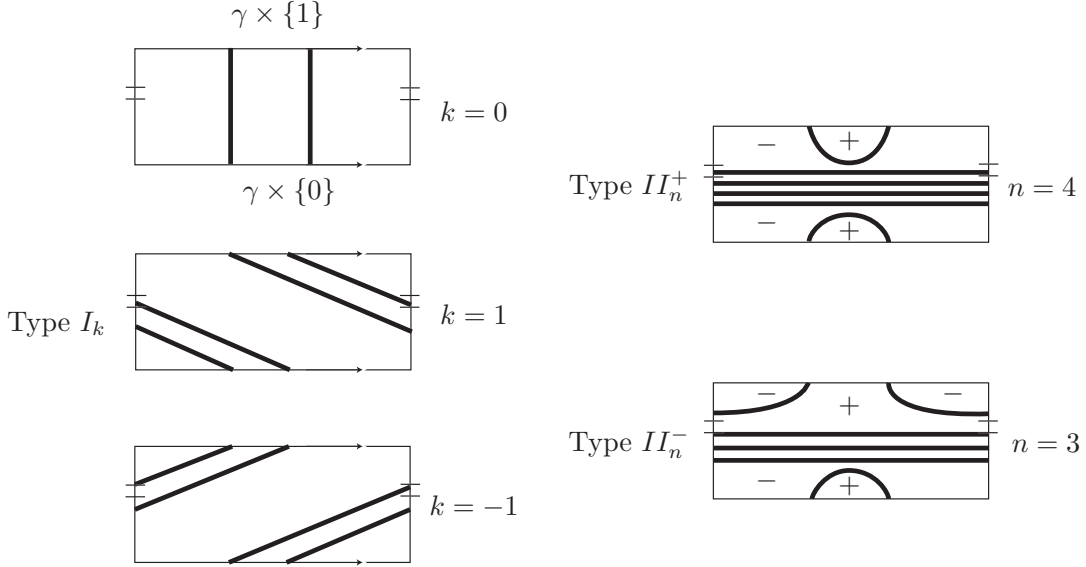 γ × {1}
k = 0
γ × {0}
Type I_k
k = 1
k = −1
− +
Type II_n^+
n = 4
− +
− + −
Type II_n^−
n = 3
− +